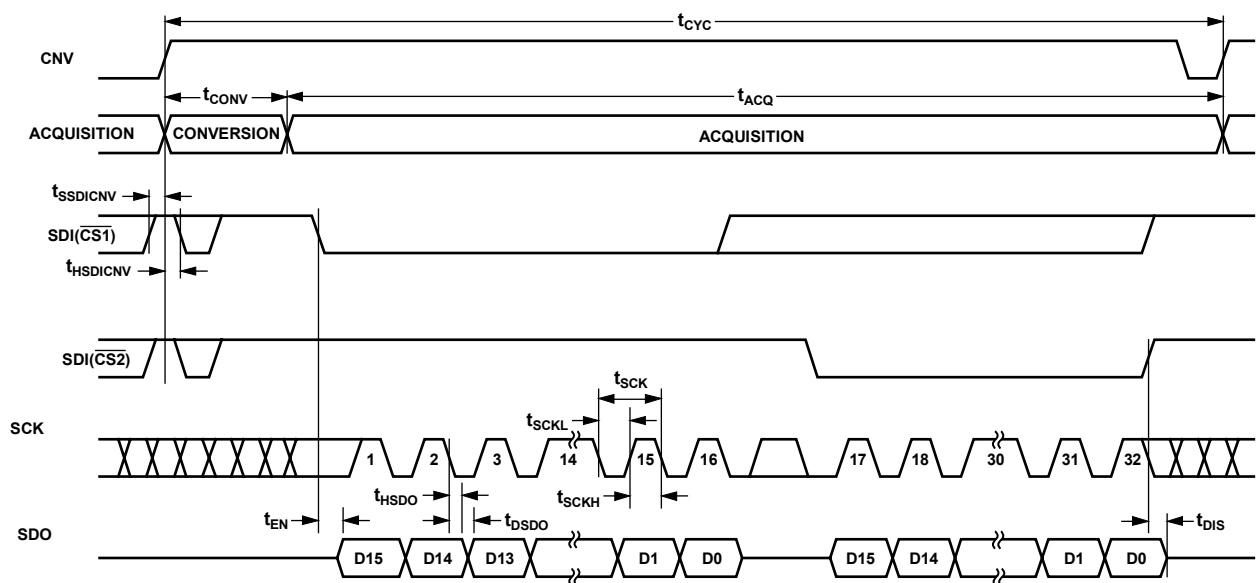 tCYC
CNV
tCONV
tACQ
ACQUISITION
CONVERSION
ACQUISITION
tSSDICNV
SDI(CS1)
tHSDICNV
SDI(CS2)
tSCK
tSCKL
SCK
1 2 3 14 15 16 17 18 30 31 32
tHSDO
tSCKH
tEN
tDSDO
tDIS
SDO
D15 D14 D13 D1 D0 D15 D14 D1 D0